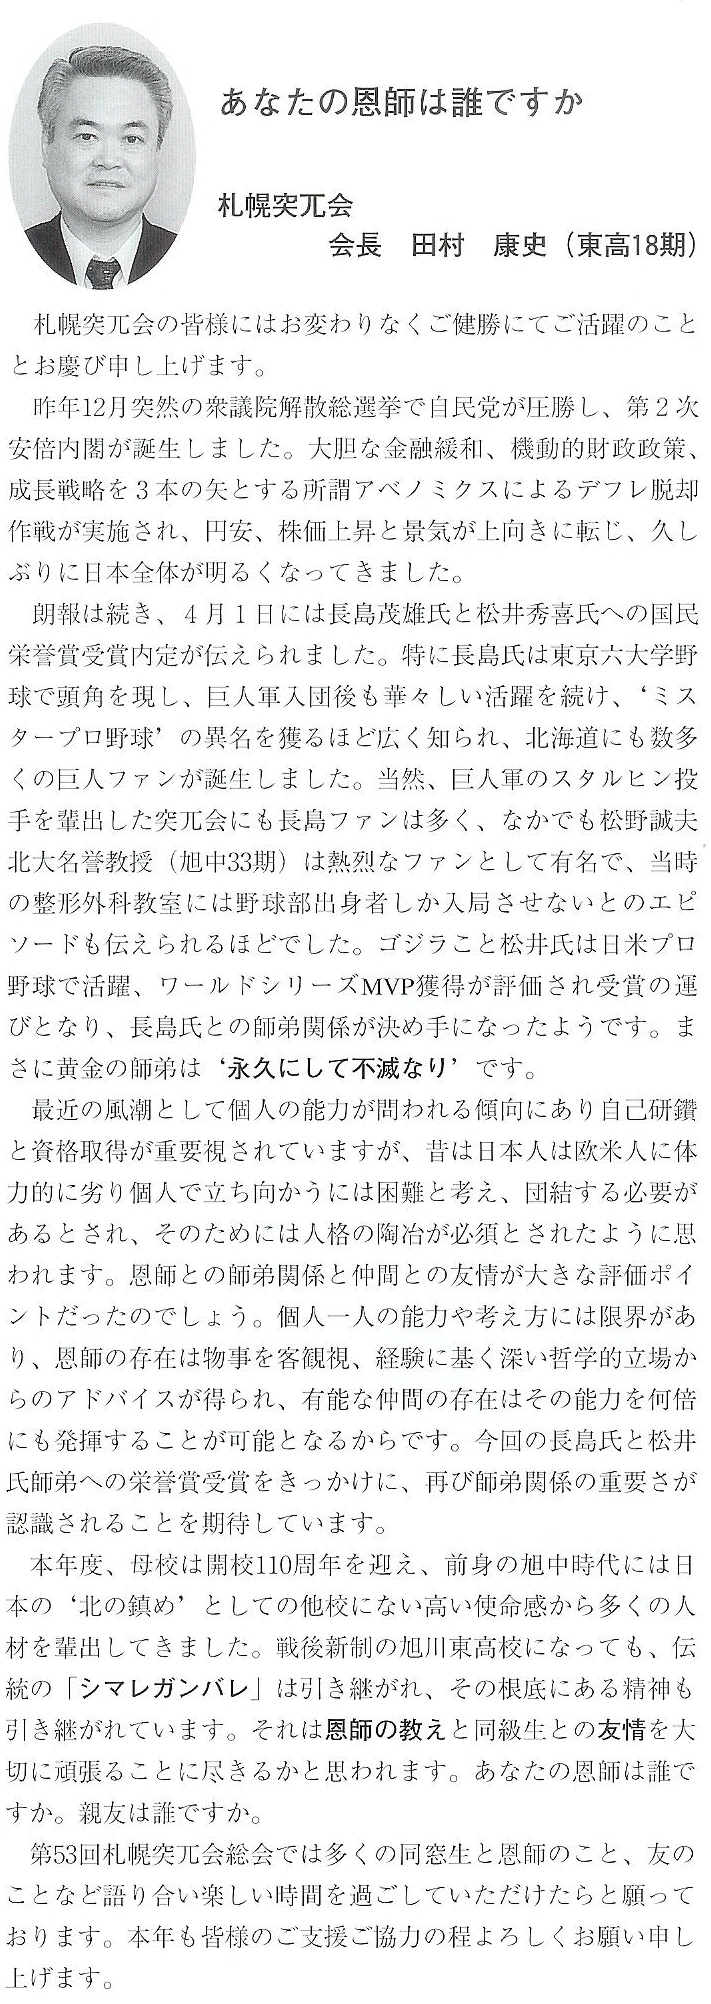 あなたの恩師は誰ですか
札幌突兀会
会長　田村　康史（東高18期）
札幌突兀会の皆様にはお変わりなくご健勝にてご活躍のこと
とお慶び申し上げます。
昨年12月突然の衆議院解散総選挙で自民党が圧勝し、第２次
安倍内閣が誕生しました。大胆な金融緩和、機動的財政政策、
成長戦略を３本の矢とする所謂アベノミクスによるデフレ脱却
作戦が実施され、円安、株価上昇と景気が上向きに転じ、久し
ぶりに日本全体が明るくなってきました。
朗報は続き、４月１日には長島茂雄氏と松井秀喜氏への国民
栄誉賞受賞内定が伝えられました。特に長島氏は東京六大学野
球で頭角を現し、巨人軍入団後も華々しい活躍を続け、‘ミス
タープロ野球’の異名を獲るほど広く知られ、北海道にも数多
くの巨人ファンが誕生しました。当然、巨人軍のスタルヒン投
手を輩出した突兀会にも長島ファンは多く、なかでも松野誠夫
北大名誉教授（旭中33期）は熱烈なファンとして有名で、当時
の整形外科教室には野球部出身者しか入局させないとのエピ
ソードも伝えられるほどでした。ゴジラこと松井氏は日米プロ
野球で活躍、ワールドシリーズMVP獲得が評価され受賞の運
びとなり、長島氏との師弟関係が決め手になったようです。ま
さに黄金の師弟は‘永久にして不滅なり’です。
最近の風潮として個人の能力が問われる傾向にあり自己研鑽
と資格取得が重要視されていますが、昔は日本人は欧米人に体
力的に劣り個人で立ち向かうには困難と考え、団結する必要が
あるとされ、そのためには人格の陶冶が必須とされたように思
われます。恩師との師弟関係と仲間との友情が大きな評価ポイ
ントだったのでしょう。個人一人の能力や考え方には限界があ
り、恩師の存在は物事を客観視、経験に基く深い哲学的立場か
らのアドバイスが得られ、有能な仲間の存在はその能力を何倍
にも発揮することが可能となるからです。今回の長島氏と松井
氏師弟への栄誉賞受賞をきっかけに、再び師弟関係の重要さが
認識されることを期待しています。
本年度、母校は開校110周年を迎え、前身の旭中時代には日
本の‘北の鎮め’としての他校にない高い使命感から多くの人
材を輩出してきました。戦後新制の旭川東高校になっても、伝
統の「シマレガンバレ」は引き継がれ、その根底にある精神も
引き継がれています。それは恩師の教えと同級生との友情を大
切に頑張ることに尽きるかと思われます。あなたの恩師は誰で
すか。親友は誰ですか。
第53回札幌突兀会総会では多くの同窓生と恩師のこと、友の
ことなど語り合い楽しい時間を過ごしていただけたらと願って
おります。本年も皆様のご支援ご協力の程よろしくお願い申し
上げます。